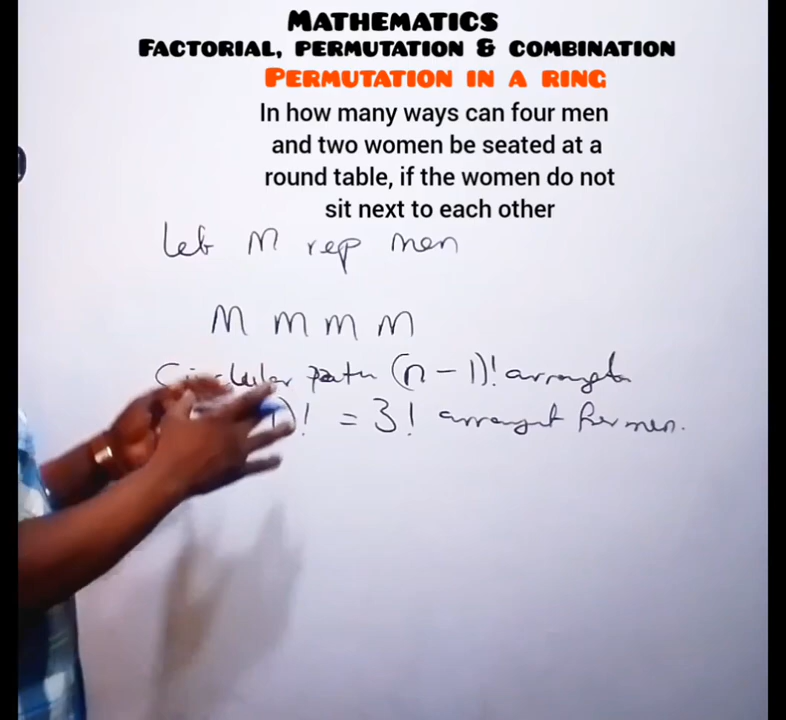 MATHEMATICS
FACTORIAL, PERMUTATION & COMBINATION
PERMUTATION IN A RING
In how many ways can four men
and two women be seated at a
round table, if the women do not
sit next to each other
Let M rep men
M M M M
path (n - 1)!
1)! = 3! for men.